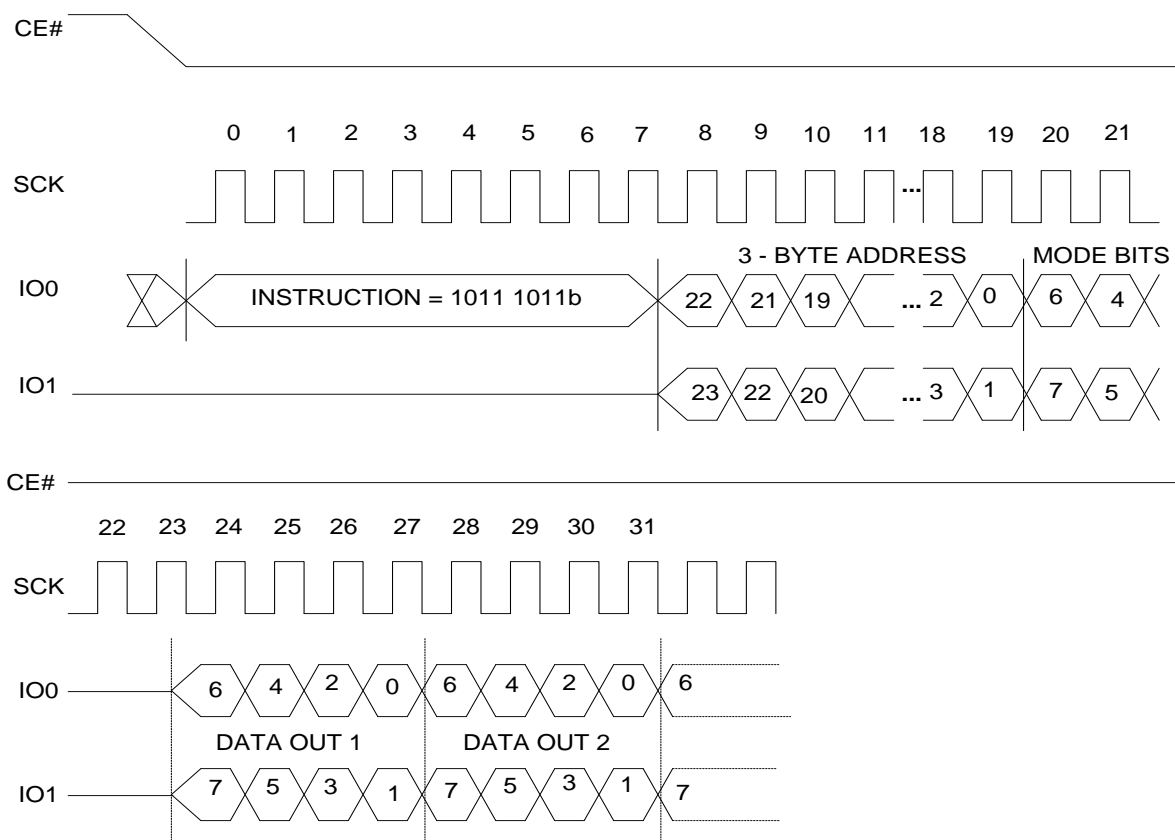 CE#
0 1 2 3 4 5 6 7 8 9 10 11 18 19 20 21
SCK ...
3 - BYTE ADDRESS MODE BITS
IO0 INSTRUCTION = 1011 1011b 22 21 19 ... 2 0 6 4
IO1 23 22 20 ... 3 1 7 5
CE#
22 23 24 25 26 27 28 29 30 31
SCK
IO0 6 4 2 0 6 4 2 0 6
DATA OUT 1 DATA OUT 2
IO1 7 5 3 1 7 5 3 1 7